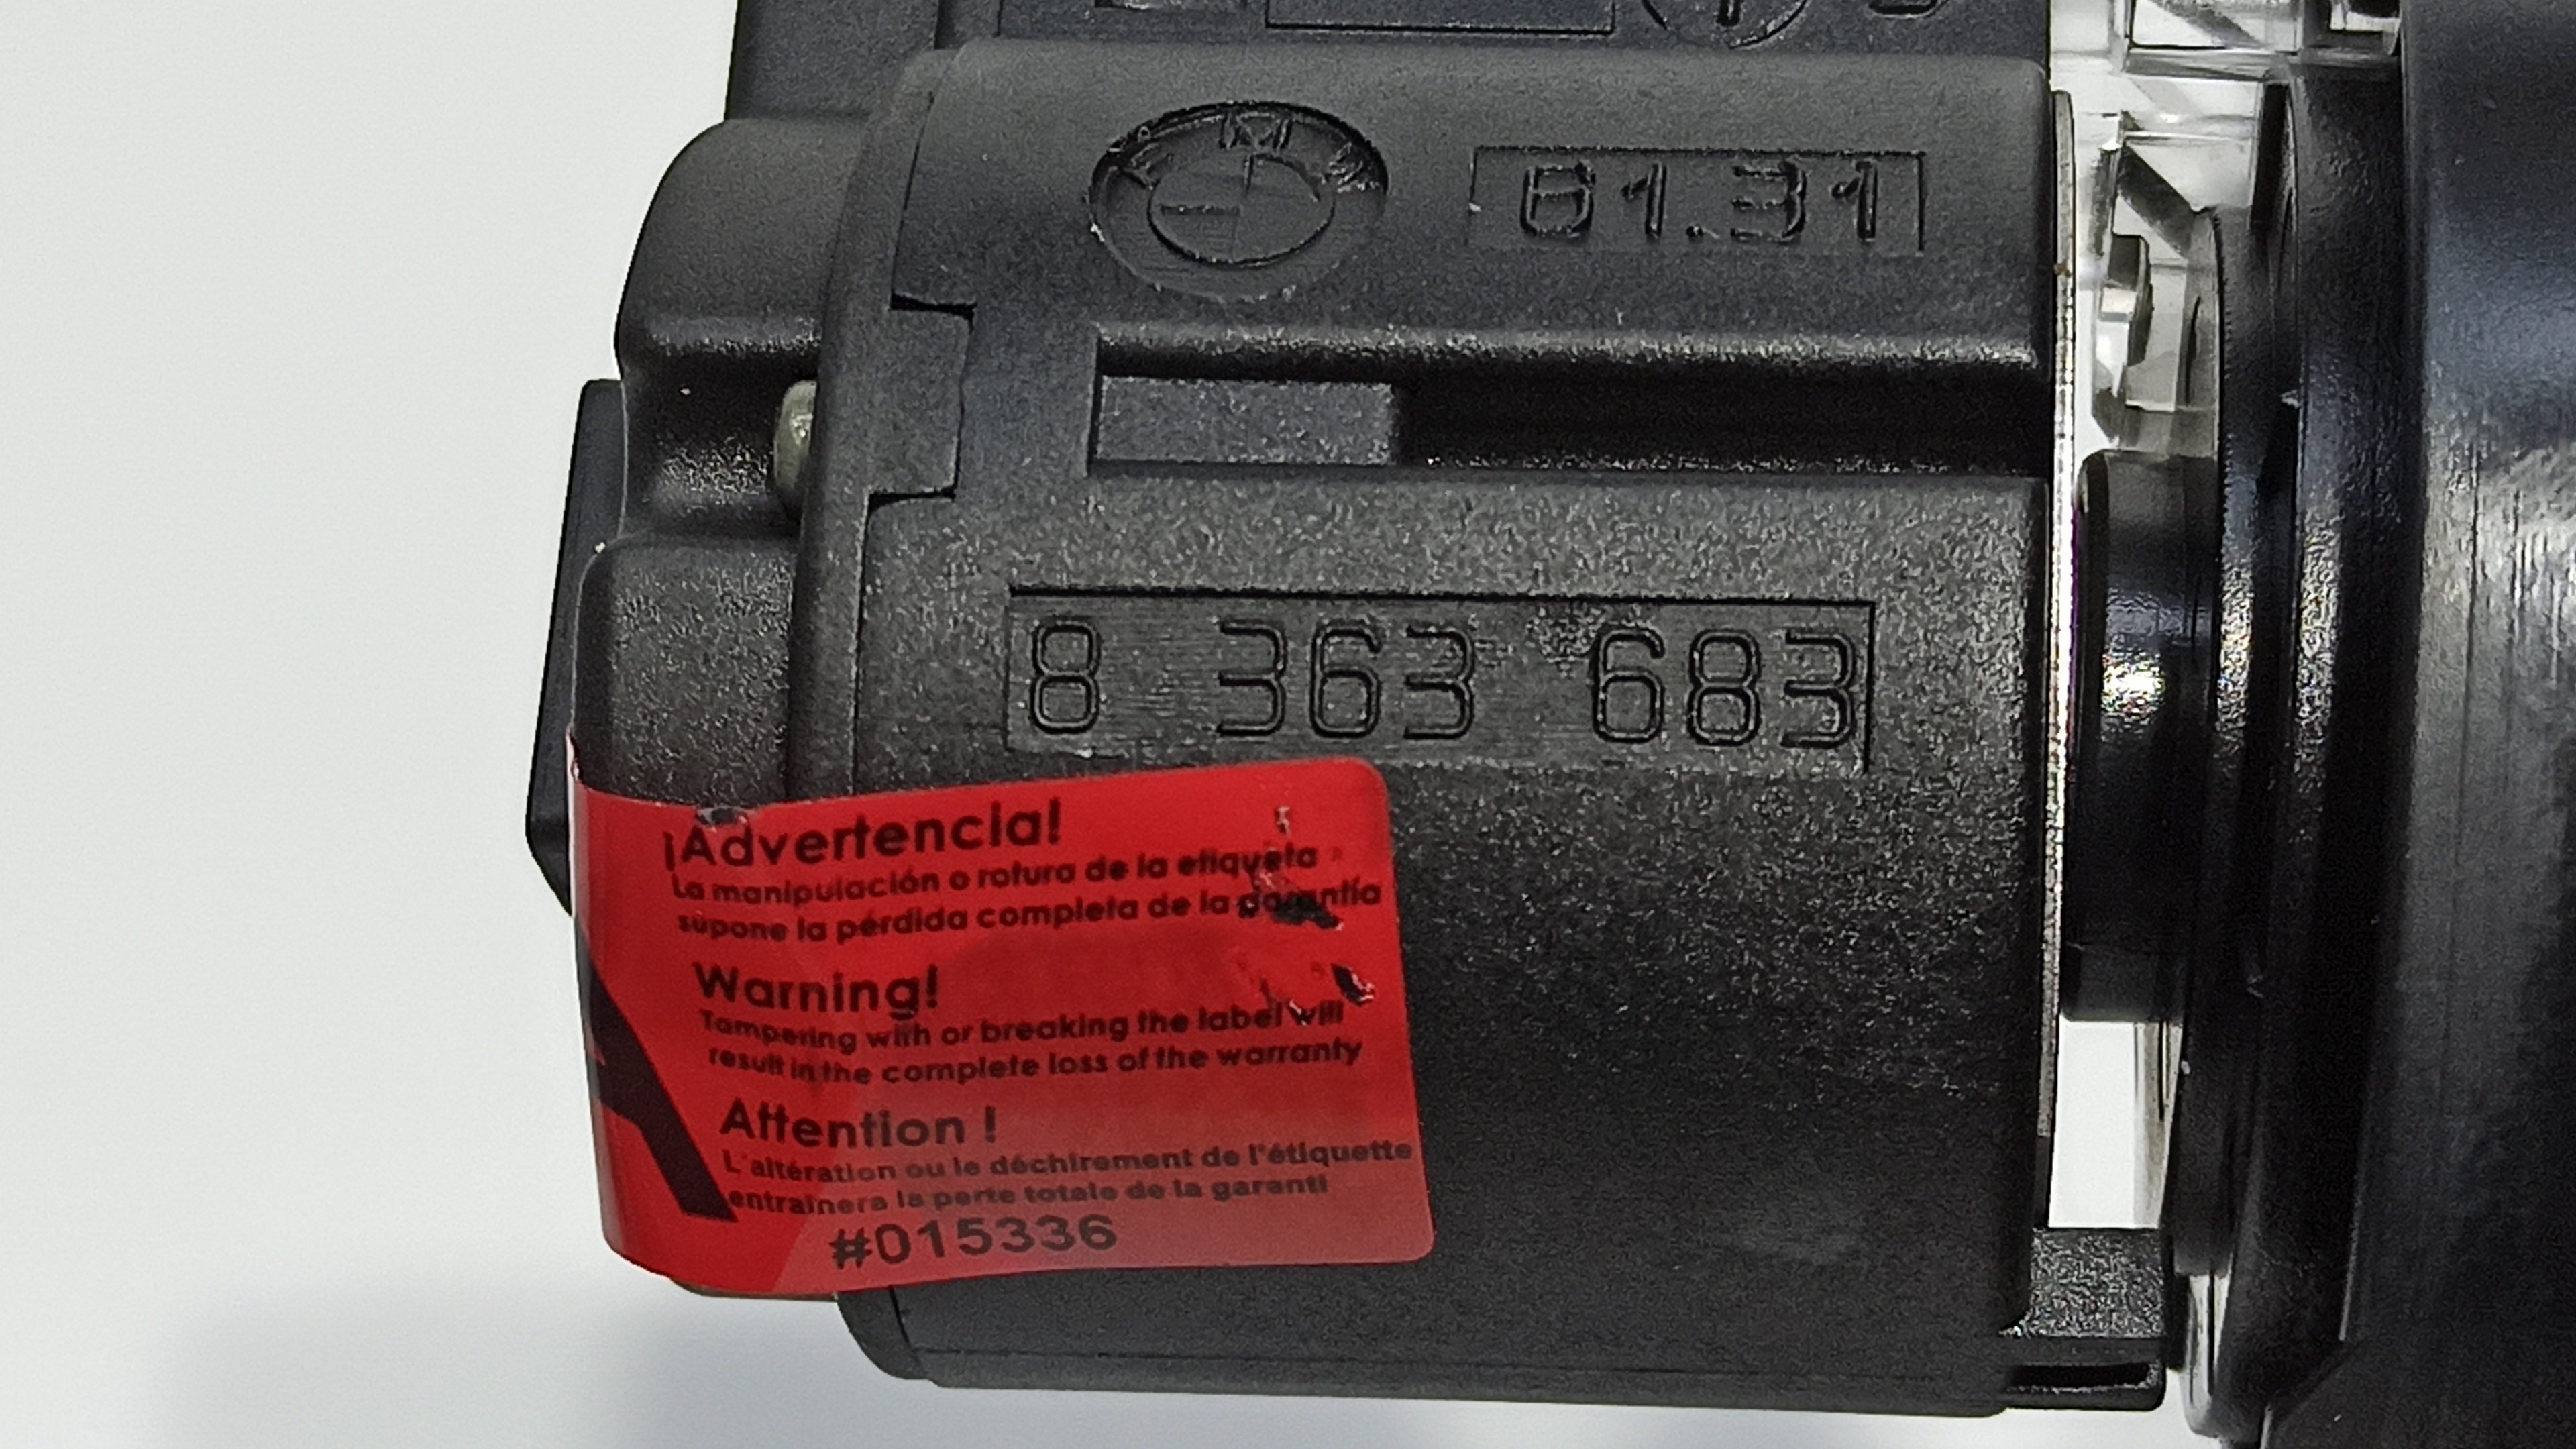 BMW
61.31
8 363 683
¡Advertencia!
La manipulación o rotura de la etiqueta
supone la pérdida completa de la garantía
Warning!
Tampering with or breaking the label will
result in the complete loss of the warranty
Attention !
L'altération ou le déchirement de l'étiquette
entraînera la perte totale de la garanti
#015336